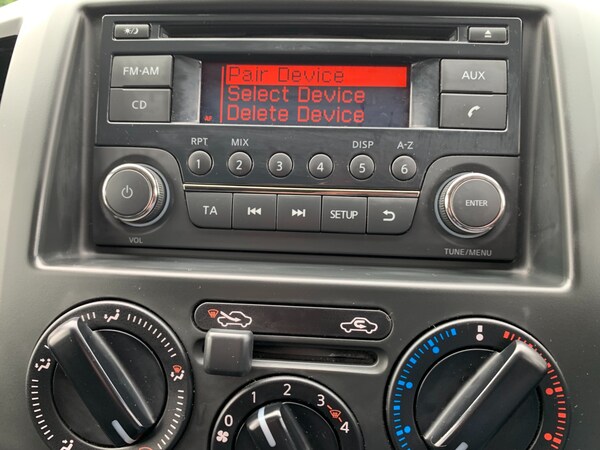 FM·AM
CD
Pair Device
Select Device
Delete Device
AUX
RPT MIX DISP A-Z
1 2 3 4 5 6
TA SETUP
VOL
ENTER
TUNE/MENU
0 1 2 3 4